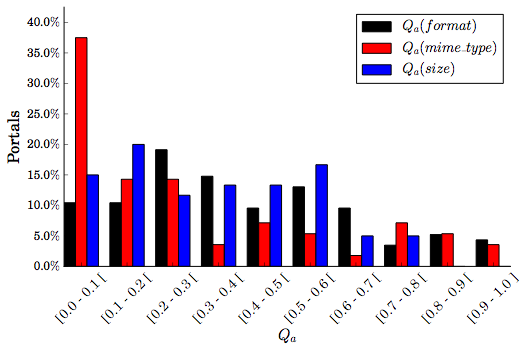 40.0%
35.0%
30.0%
25.0%
20.0%
15.0%
10.0%
5.0%
0.0%
Portals
Qa(format)
Qa(mime_type)
Qa(size)
[0.0 - 0.1[
[0.1 - 0.2[
[0.2 - 0.3[
[0.3 - 0.4[
[0.4 - 0.5[
[0.5 - 0.6[
[0.6 - 0.7[
[0.7 - 0.8[
[0.8 - 0.9[
[0.9 - 1.0[
Qa